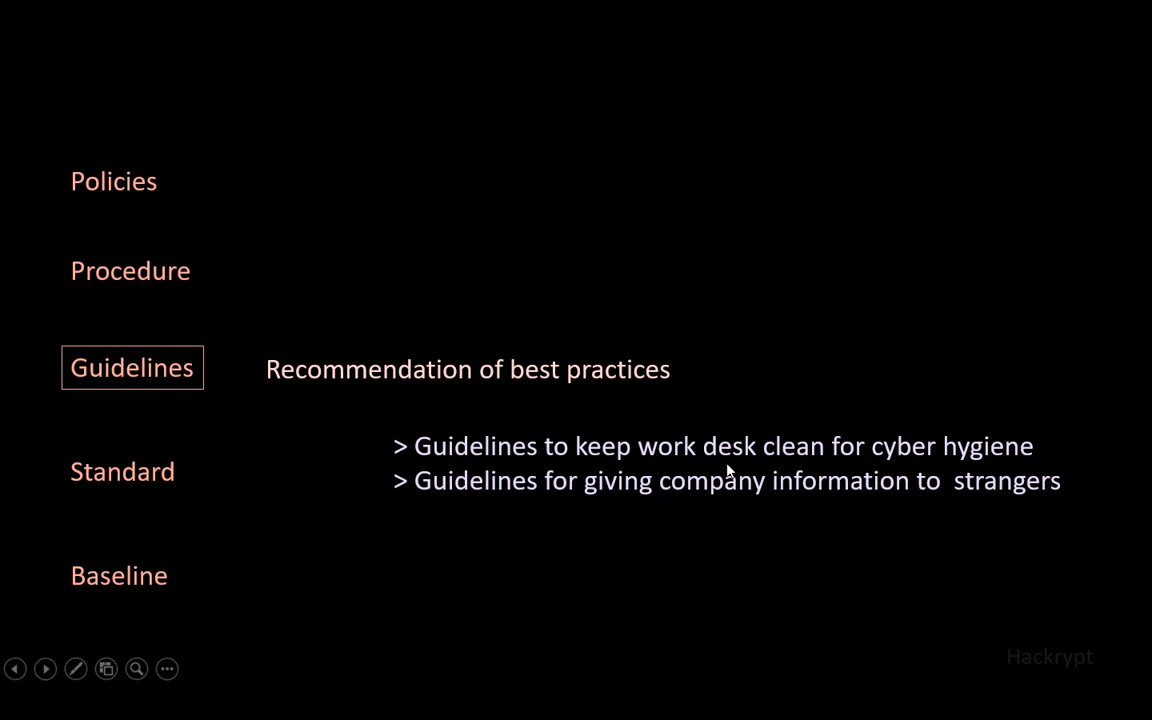 Policies
Procedure
Guidelines
Recommendation of best practices
> Guidelines to keep work desk clean for cyber hygiene
Standard
> Guidelines for giving company information to  strangers
Baseline
Hackrypt